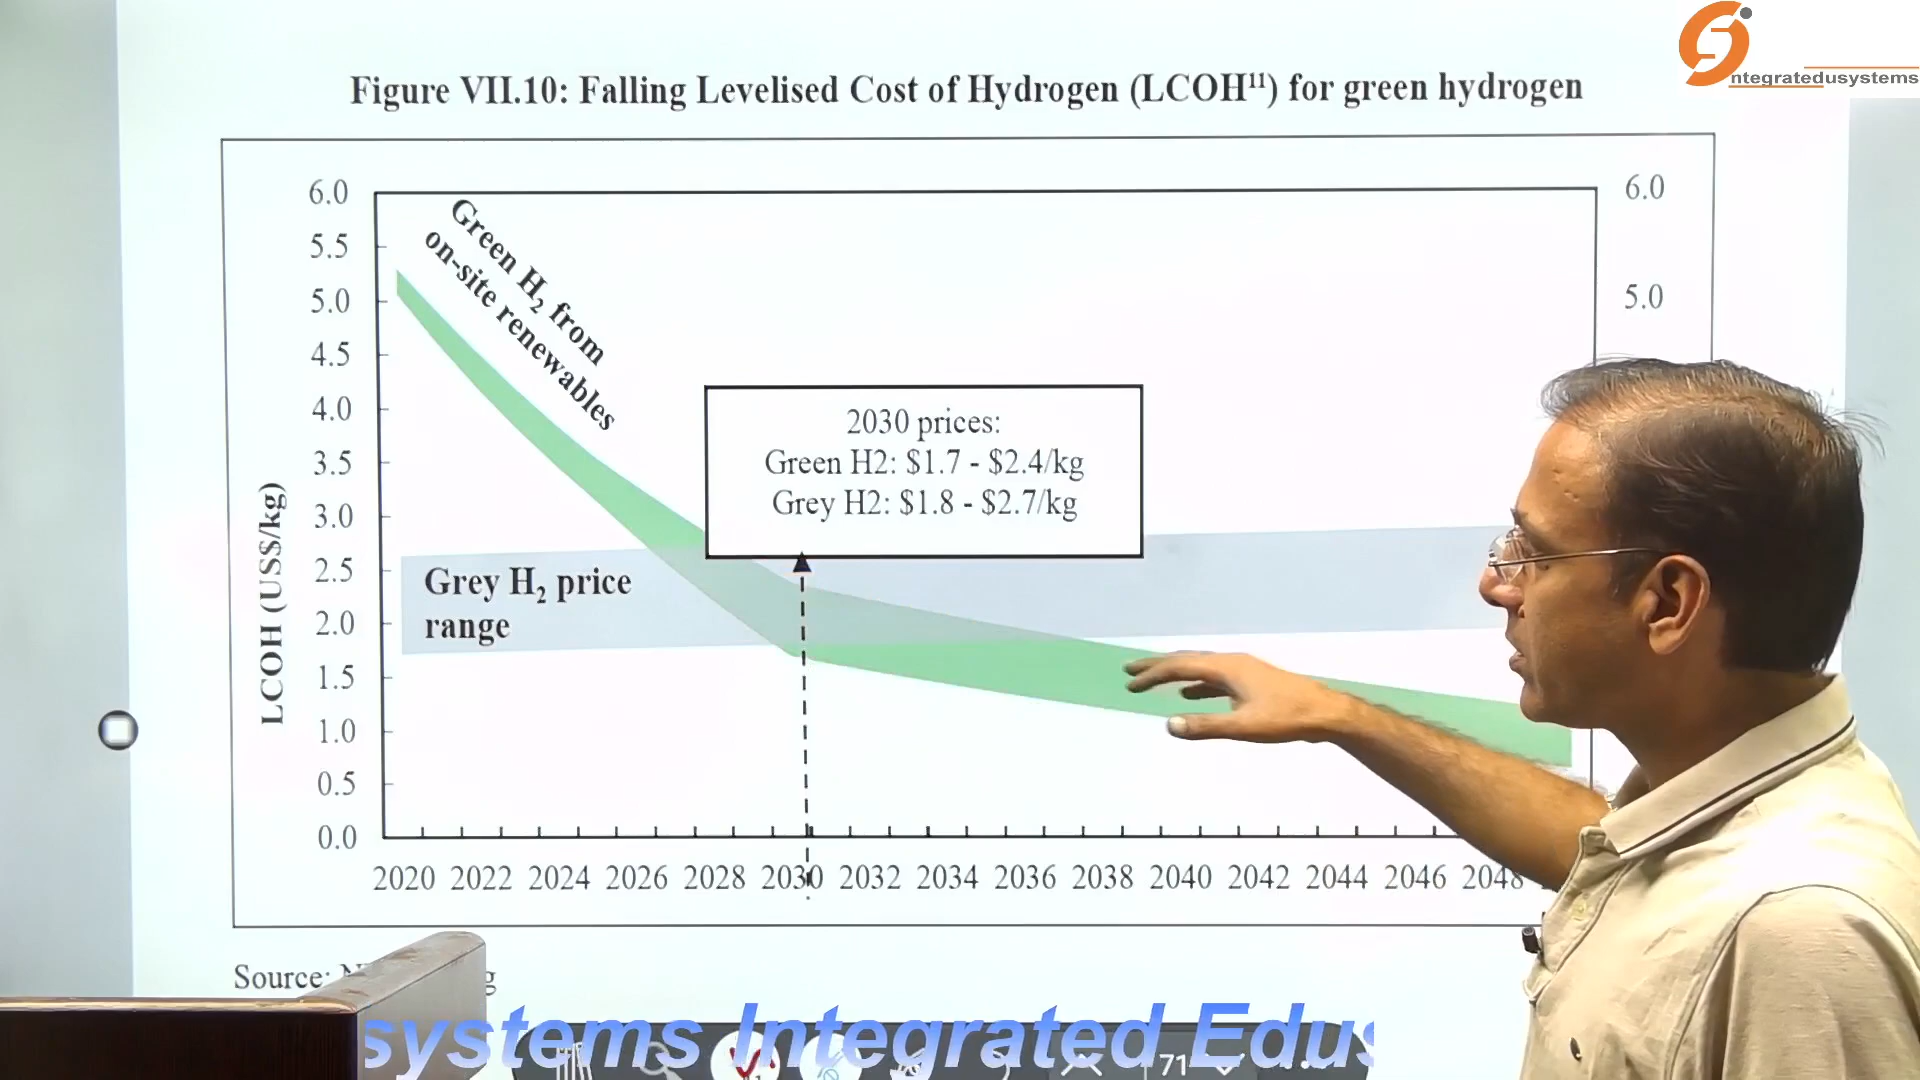 ntegratedusystems
Figure VII.10: Falling Levelised Cost of Hydrogen (LCOH¹¹) for green hydrogen
6.0
5.5
5.0
4.5
4.0
3.5
3.0
2.5
2.0
1.5
1.0
0.5
0.0
LCOH (US$/kg)
6.0
5.0
Green H₂ from
on-site renewables
2030 prices:
Green H2: $1.7 - $2.4/kg
Grey H2: $1.8 - $2.7/kg
Grey H₂ price
range
2020 2022 2024 2026 2028 2030 2032 2034 2036 2038 2040 2042 2044 2046 2048
Source:
systems Integrated Edus
71